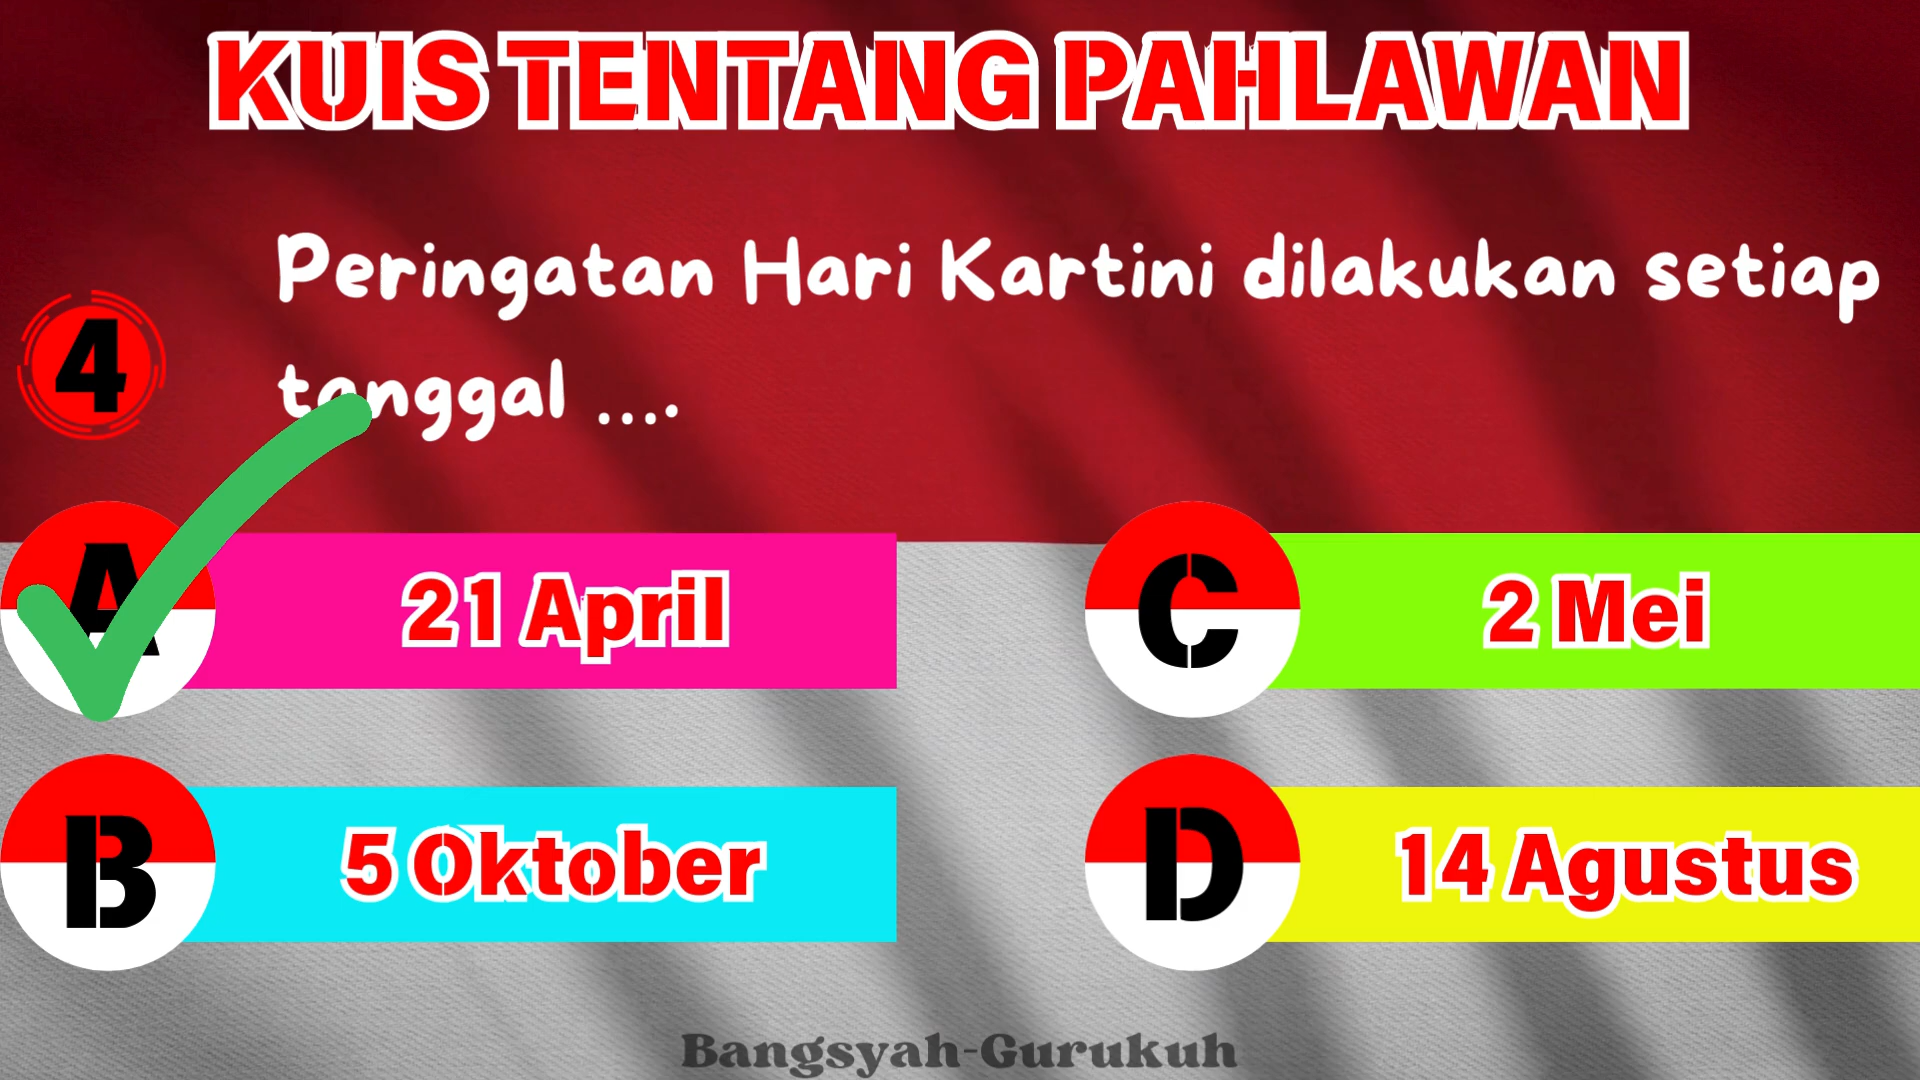 KUIS TENTANG PAHLAWAN
4
Peringatan Hari Kartini dilakukan setiap
tanggal ....
A
21 April
B
5 Oktober
C
2 Mei
D
14 Agustus
Bangsyah-Gurukuh